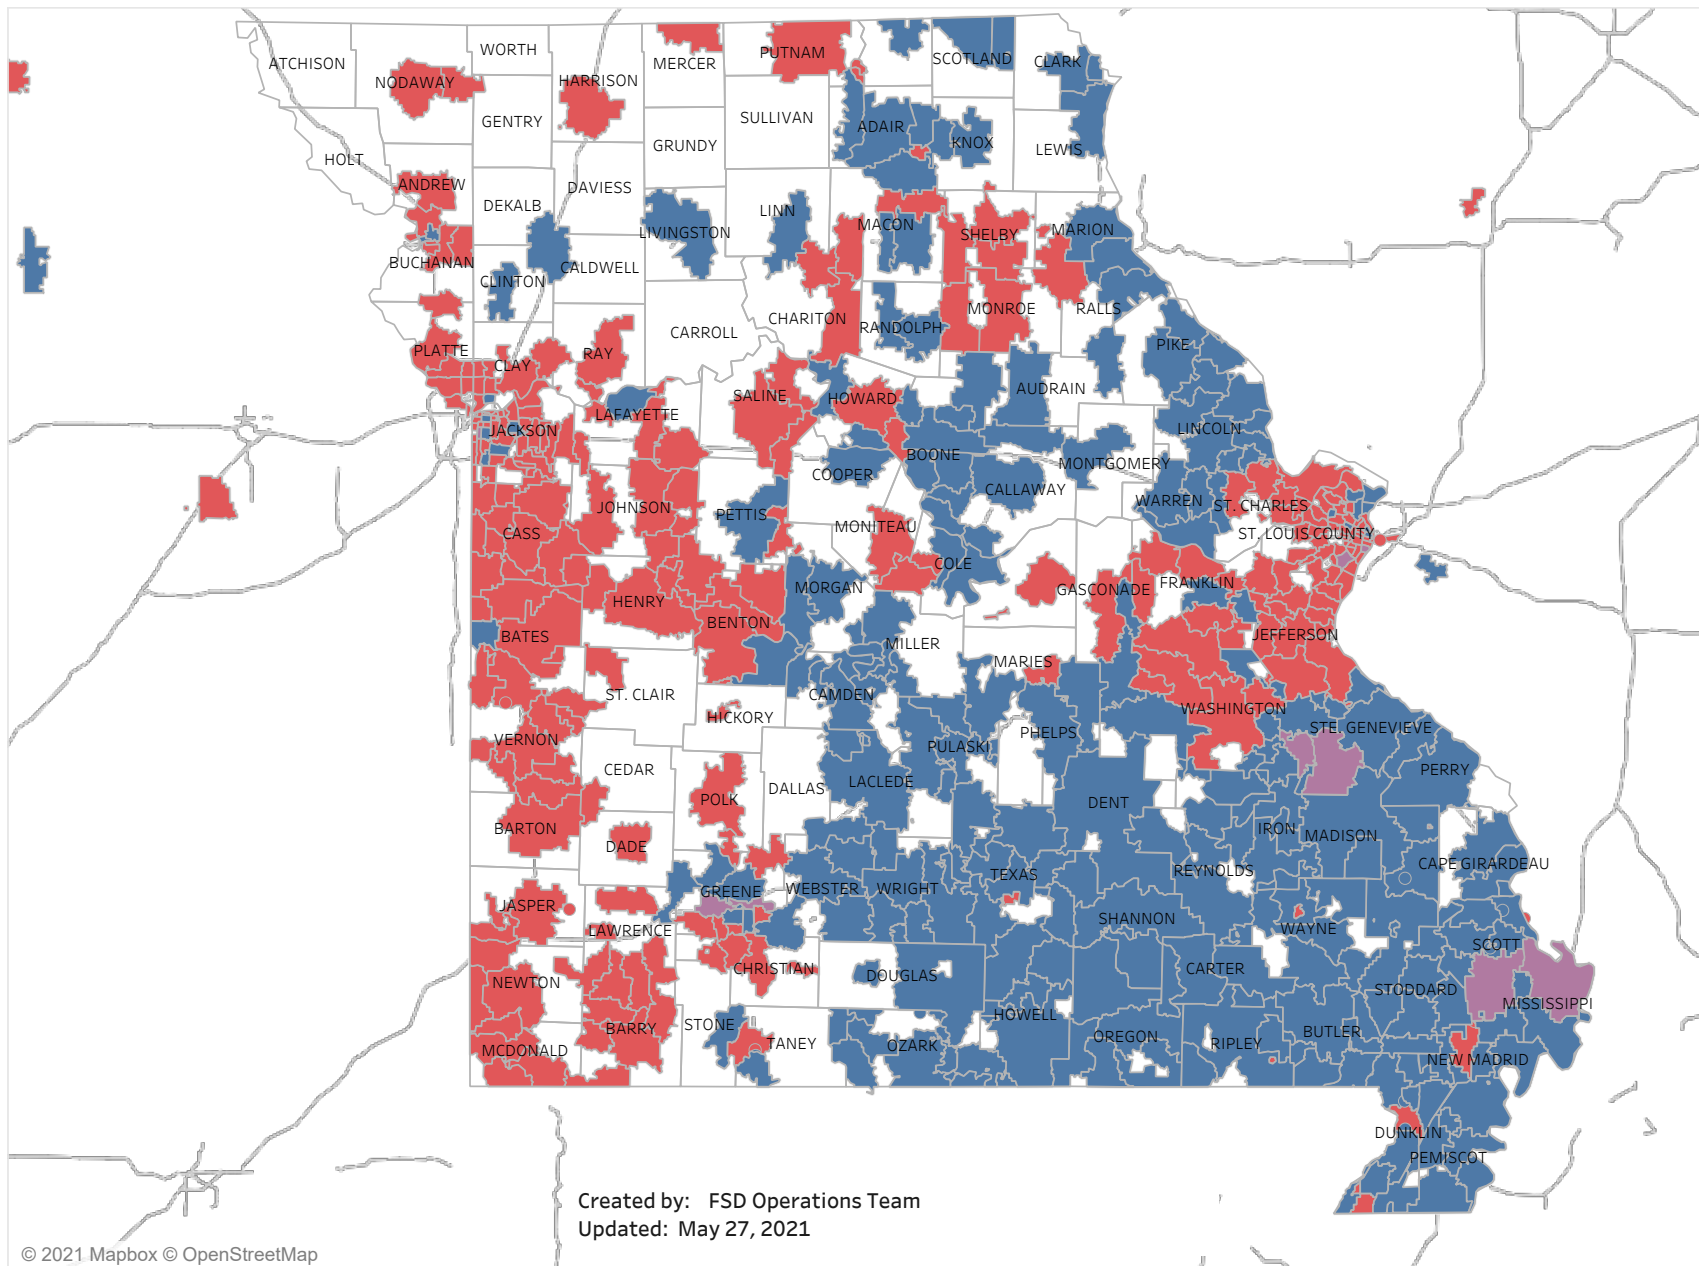 WORTH
ATCHISON
MERCER
PUTNAM
SCOTLAND
CLARK
NODAWAY
HARRISON
GENTRY
SULLIVAN
ADAIR
KNOX
LEWIS
HOLT
GRUNDY
ANDREW
DAVIESS
DEKALB
LINN
MACON
LIVINGSTON
SHELBY
MARION
BUCHANAN
CALDWELL
CLINTON
CHARITON
MONROE
RALLS
RANDOLPH
CARROLL
PLATTE
CLAY
RAY
PIKE
AUDRAIN
SALINE
HOWARD
LAFAYETTE
JACKSON
LINCOLN
BOONE
COOPER
MONTGOMERY
CALLAWAY
WARREN
ST. CHARLES
JOHNSON
PETTIS
CASS
MONITEAU
ST. LOUIS COUNTY
COLE
MORGAN
GASCONADE
FRANKLIN
HENRY
BENTON
BATES
MILLER
JEFFERSON
MARIES
ST. CLAIR
CAMDEN
WASHINGTON
HICKORY
STE. GENEVIEVE
PHELPS
VERNON
PULASKI
CEDAR
PERRY
LACLEDE
DALLAS
POLK
DENT
BARTON
IRON
MADISON
DADE
CAPE GIRARDEAU
REYNOLDS
TEXAS
GREENE
WEBSTER
WRIGHT
JASPER
SHANNON
LAWRENCE
WAYNE
SCOTT
CHRISTIAN
DOUGLAS
CARTER
NEWTON
STODDARD
MISSISSIPPI
HOWELL
STONE
BARRY
BUTLER
OREGON
RIPLEY
TANEY
OZARK
MCDONALD
NEW MADRID
DUNKLIN
PEMISCOT
Created by: FSD Operations Team
Updated: May 27, 2021
© 2021 Mapbox © OpenStreetMap